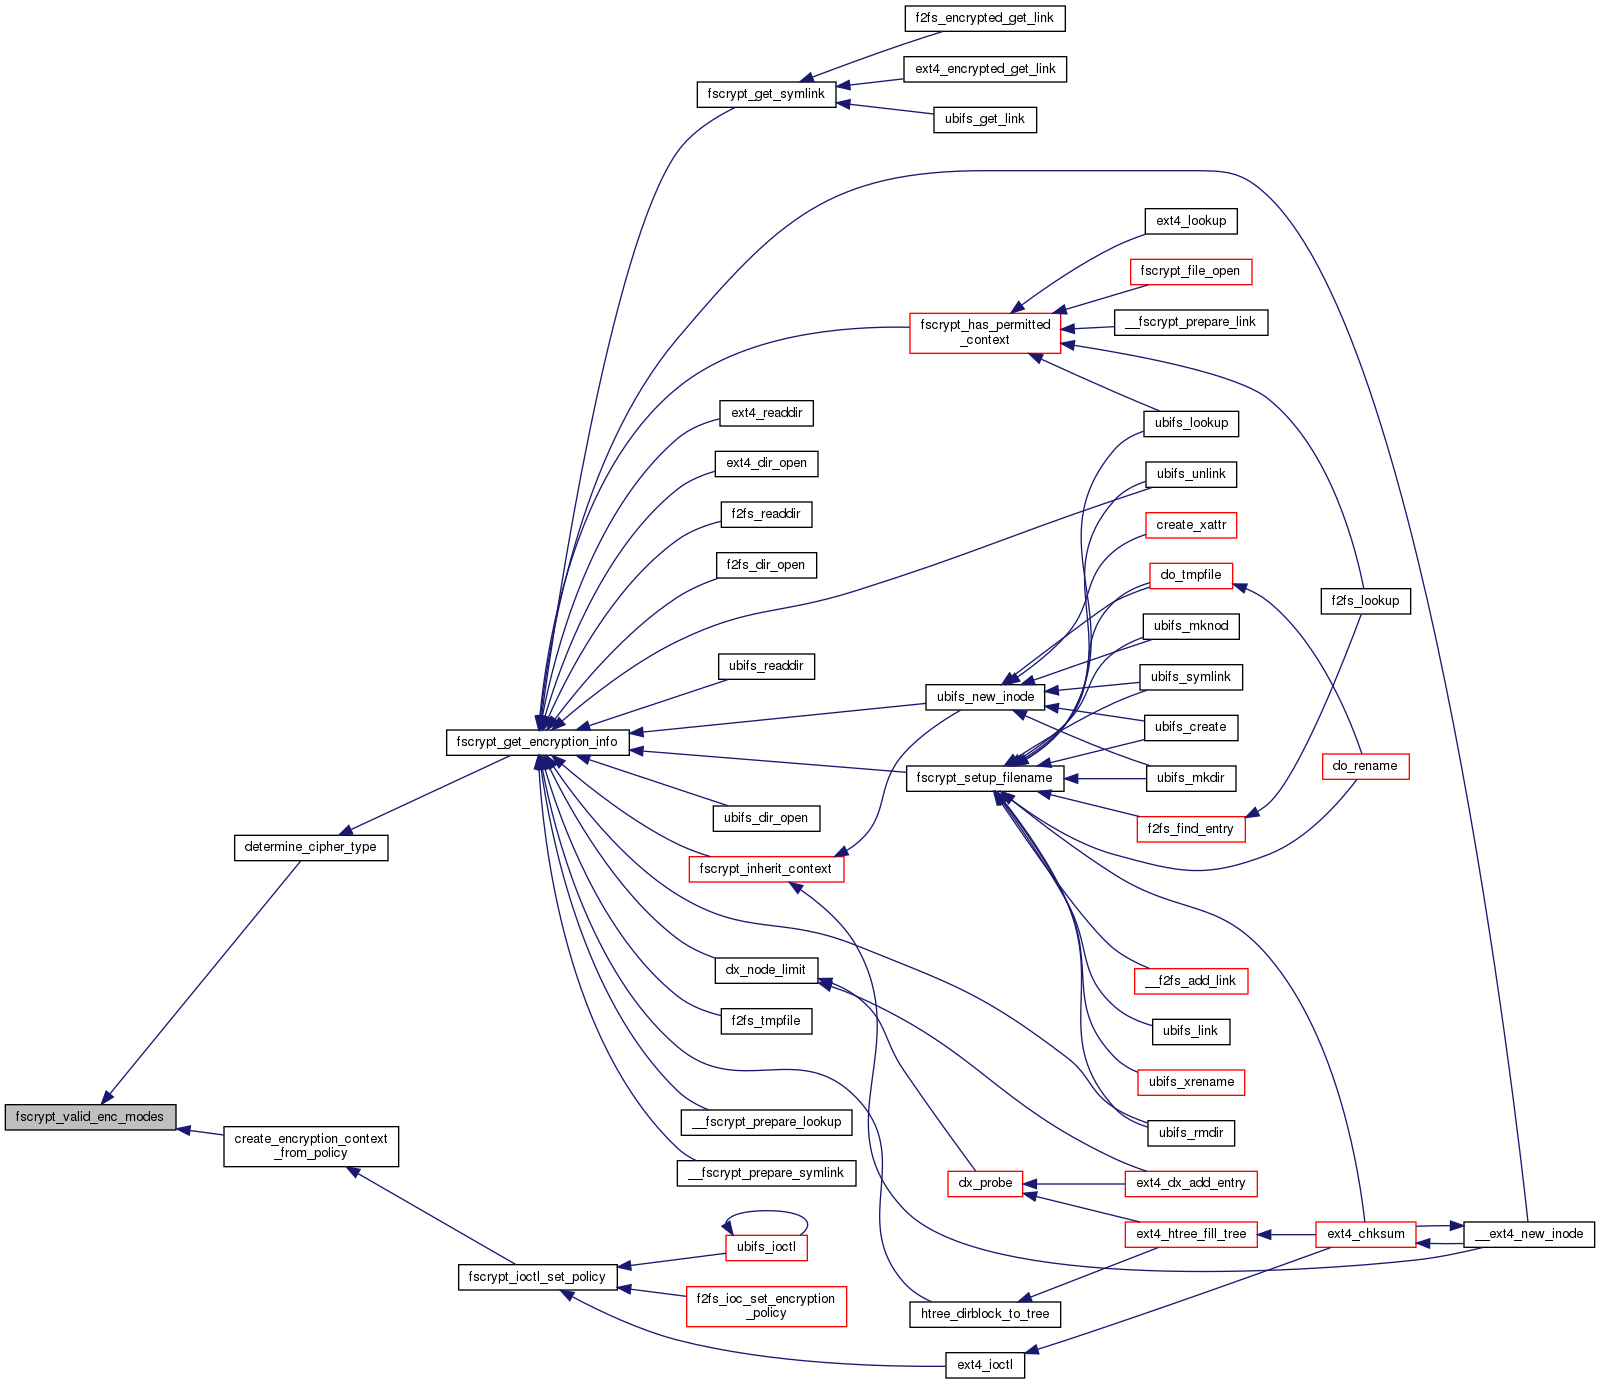 f2fs_encrypted_get_link
ext4_encrypted_get_link
fscrypt_get_symlink
ubifs_get_link
ext4_lookup
fscrypt_file_open
fscrypt_has_permitted
_context
__fscrypt_prepare_link
ext4_readdir
ubifs_lookup
ext4_dir_open
ubifs_unlink
f2fs_readdir
create_xattr
f2fs_dir_open
do_tmpfile
f2fs_lookup
ubifs_mknod
ubifs_readdir
ubifs_symlink
ubifs_new_inode
ubifs_create
fscrypt_get_encryption_info
do_rename
fscrypt_setup_filename
ubifs_mkdir
ubifs_dir_open
f2fs_find_entry
determine_cipher_type
fscrypt_inherit_context
dx_node_limit
__f2fs_add_link
f2fs_tmpfile
ubifs_link
ubifs_xrename
fscrypt_valid_enc_modes
__fscrypt_prepare_lookup
ubifs_rmdir
create_encryption_context
_from_policy
__fscrypt_prepare_symlink
dx_probe
ext4_dx_add_entry
ext4_htree_fill_tree
ext4_chksum
__ext4_new_inode
ubifs_ioctl
fscrypt_ioctl_set_policy
f2fs_ioc_set_encryption
_policy
htree_dirblock_to_tree
ext4_ioctl